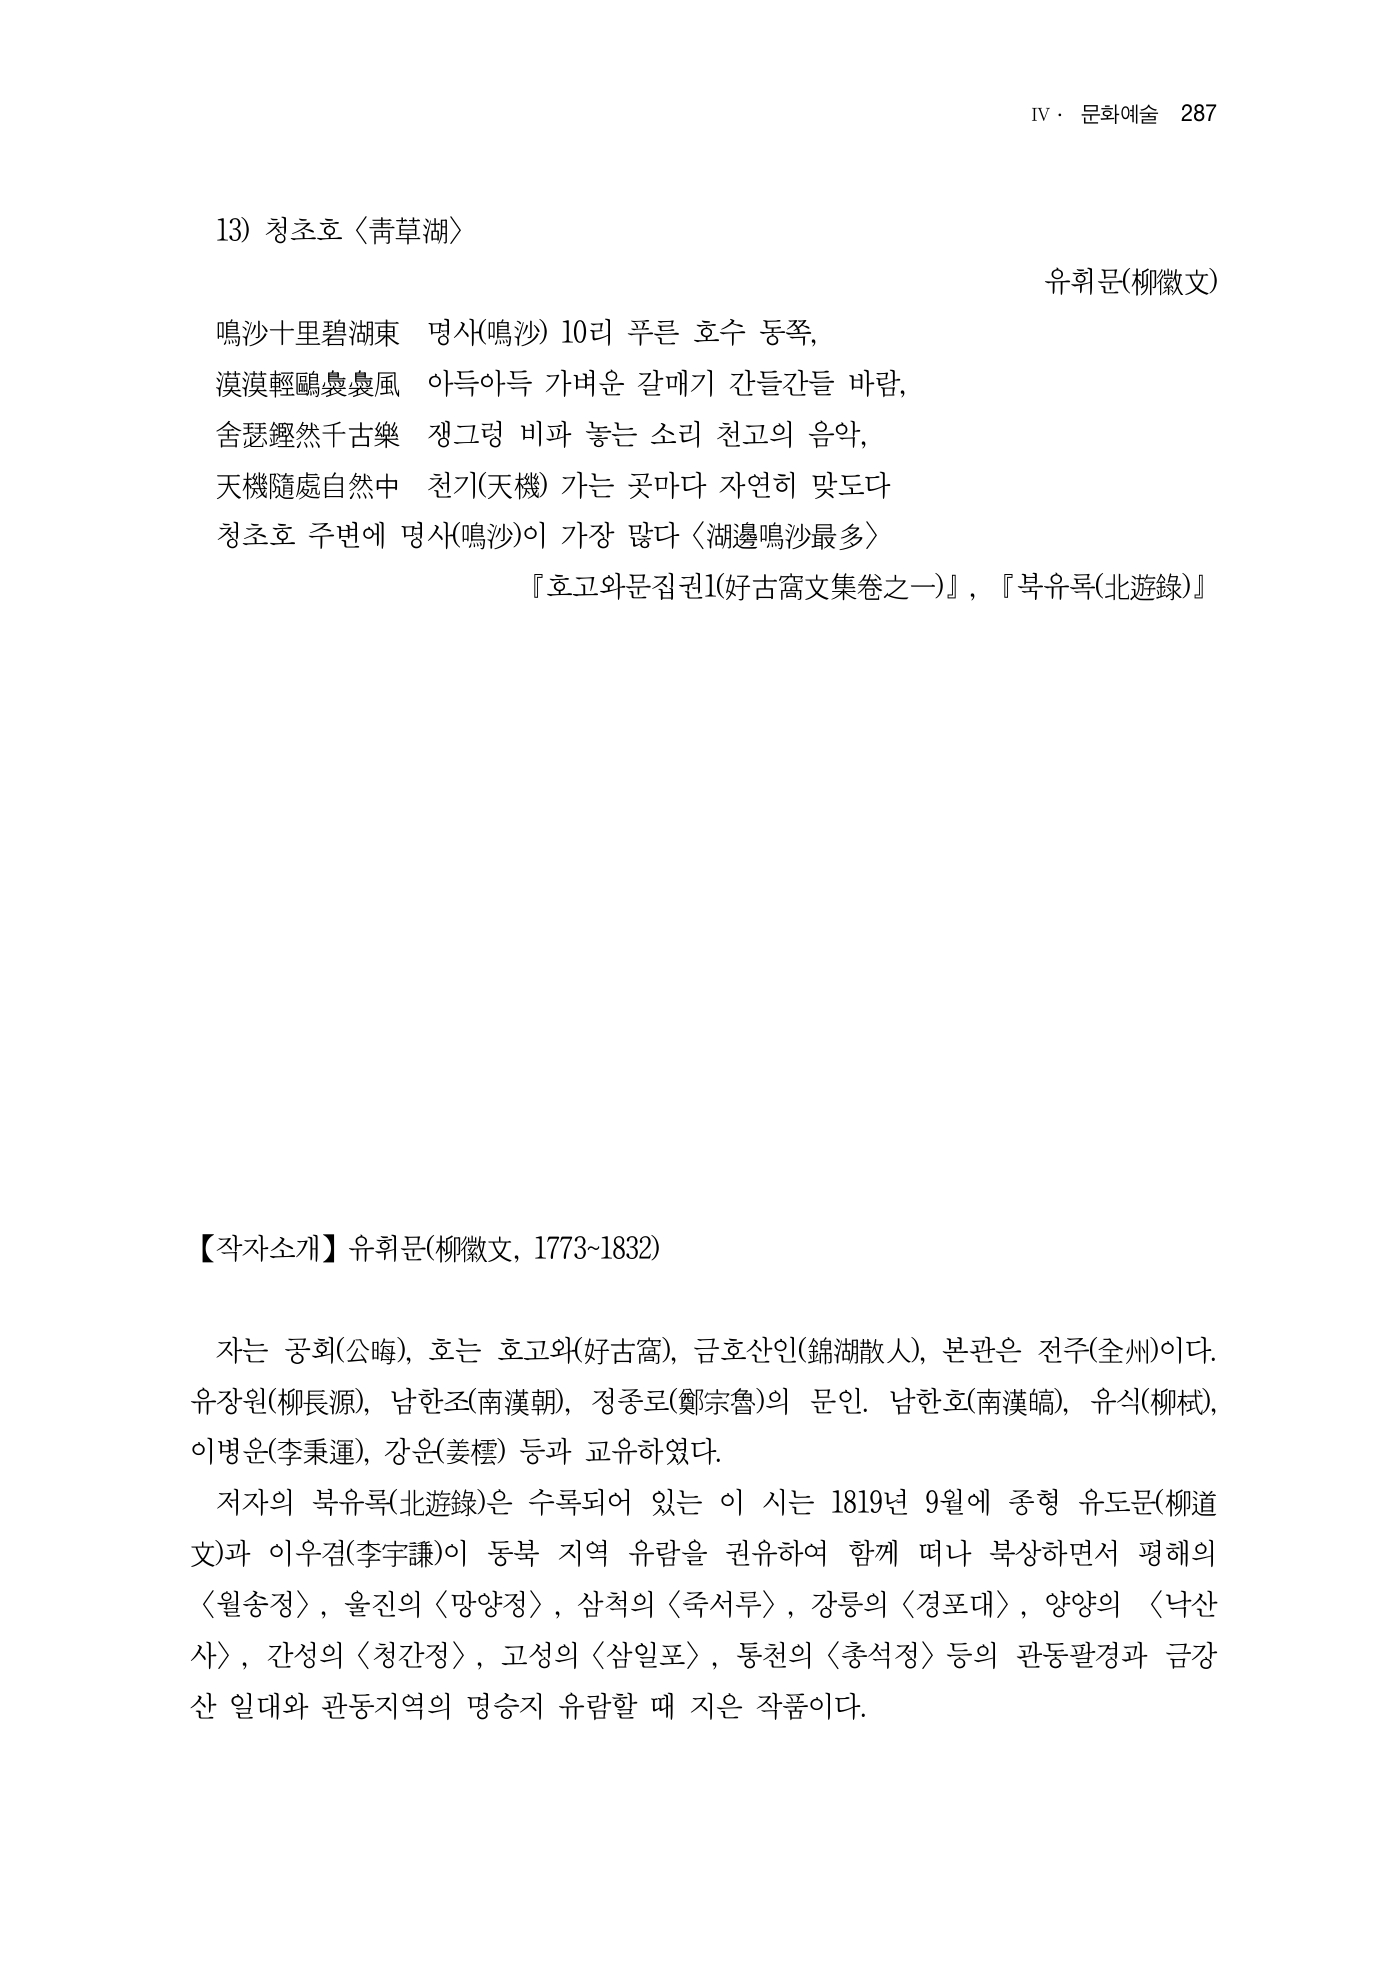 IV · 문화예술 287
13) 청초호〈靑草湖〉
유휘문(柳徽文)
鳴沙十里碧湖東 명사(鳴沙) 10리 푸른 호수 동쪽,
漠漠輕鷗裊裊風 아득아득 가벼운 갈매기 간들간들 바람,
舍瑟鏗然千古樂 쟁그렁 비파 놓는 소리 천고의 음악,
天機隨處自然中 천기(天機) 가는 곳마다 자연히 맞도다
청초호 주변에 명사(鳴沙)이 가장 많다〈湖邊鳴沙最多〉
『호고와문집권1(好古窩文集卷之一)』, 『북유록(北遊錄)』
【작자소개】유휘문(柳徽文, 1773~1832)
자는 공회(公晦), 호는 호고와(好古窩), 금호산인(錦湖散人), 본관은 전주(全州)이다.
유장원(柳長源), 남한조(南漢朝), 정종로(鄭宗魯)의 문인. 남한호(南漢皜), 유식(柳栻),
이병운(李秉運), 강운(姜橒) 등과 교유하였다.
저자의 북유록(北遊錄)은 수록되어 있는 이 시는 1819년 9월에 종형 유도문(柳道
文)과 이우겸(李宇謙)이 동북 지역 유람을 권유하여 함께 떠나 북상하면서 평해의
〈월송정〉, 울진의〈망양정〉, 삼척의〈죽서루〉, 강릉의〈경포대〉, 양양의 〈낙산
사〉, 간성의〈청간정〉, 고성의〈삼일포〉, 통천의〈총석정〉등의 관동팔경과 금강
산 일대와 관동지역의 명승지 유람할 때 지은 작품이다.